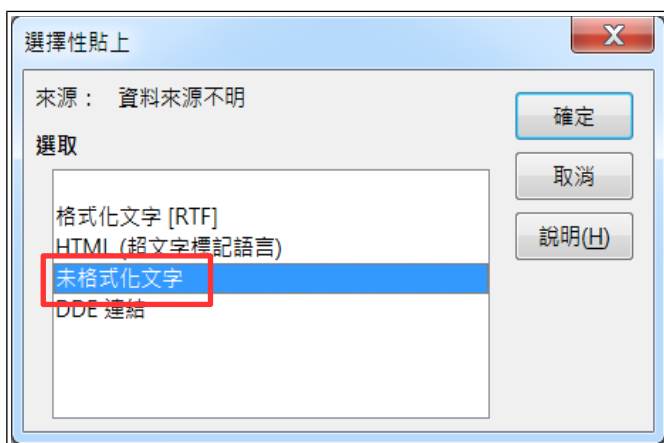 選擇性貼上
來源： 資料來源不明
確定
選取
取消
格式化文字 [RTF]
說明(H)
HTML (超文字標記語言)
未格式化文字
DDE 連結